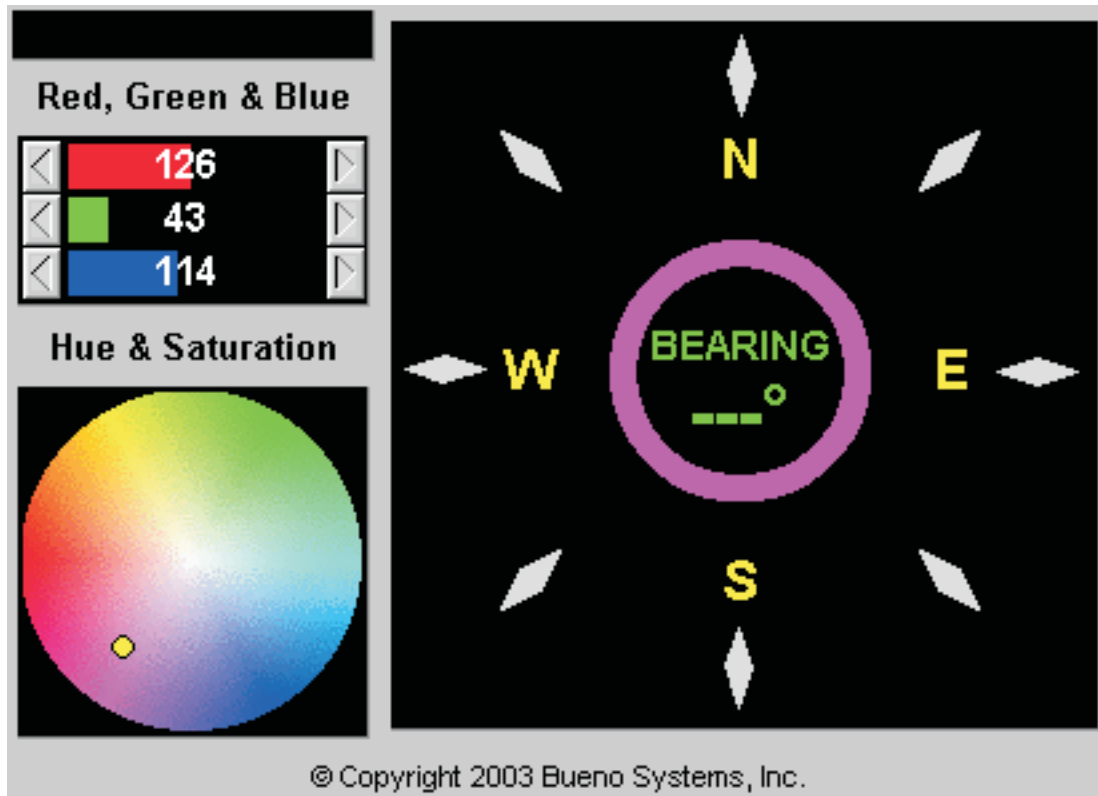 Red, Green & Blue
126
43
114
Hue & Saturation
N
W
E
S
BEARING
---°
© Copyright 2003 Bueno Systems, Inc.